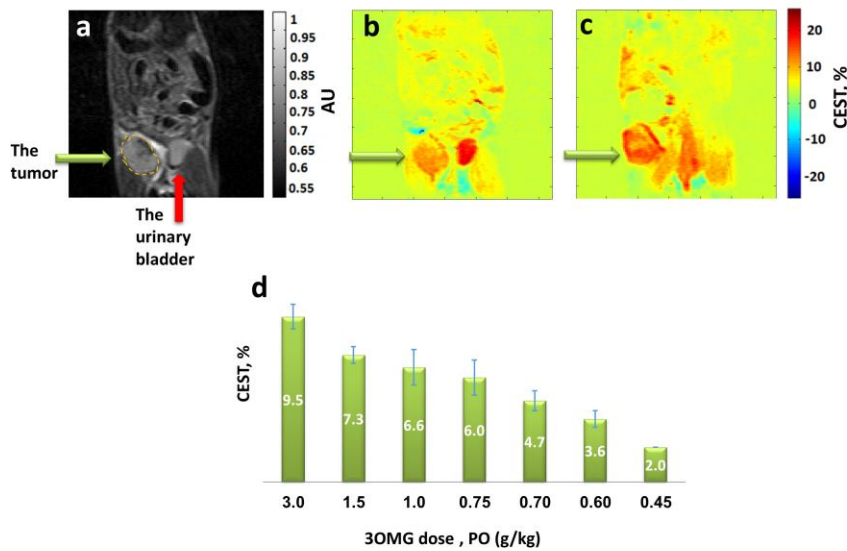 a
1
0.95
0.9
0.85
0.8
0.75
0.7
0.65
0.6
0.55
AU
b
c
20
10
0
-10
-20
CEST, %
The
tumor
The
urinary
bladder
d
CEST, %
9.5
7.3
6.6
6.0
4.7
3.6
2.0
3.0 1.5 1.0 0.75 0.70 0.60 0.45
3OMG dose , PO (g/kg)